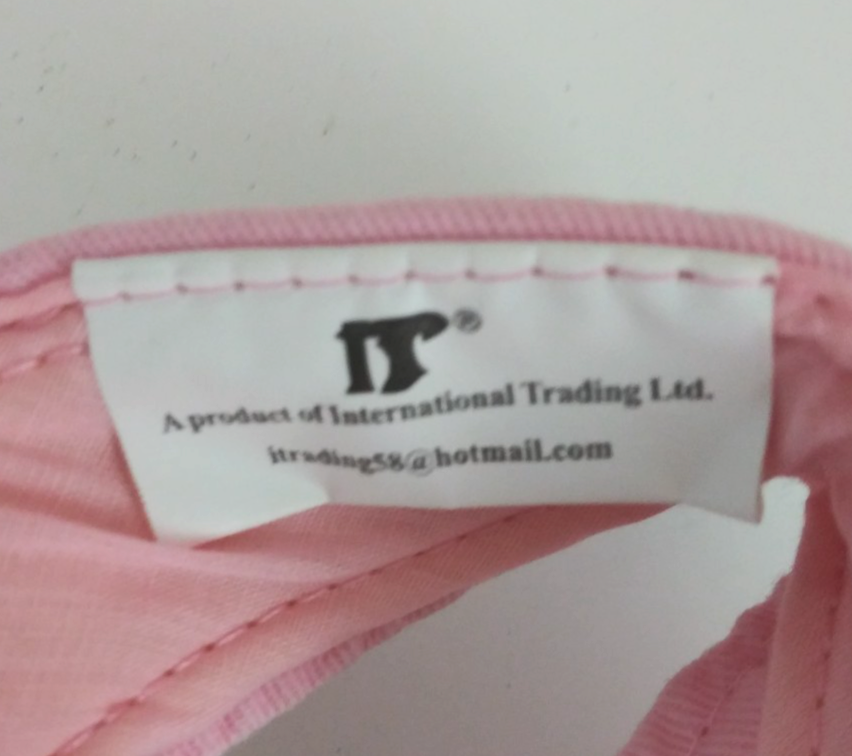 IT®
A product of International Trading Ltd.
itrading58@hotmail.com